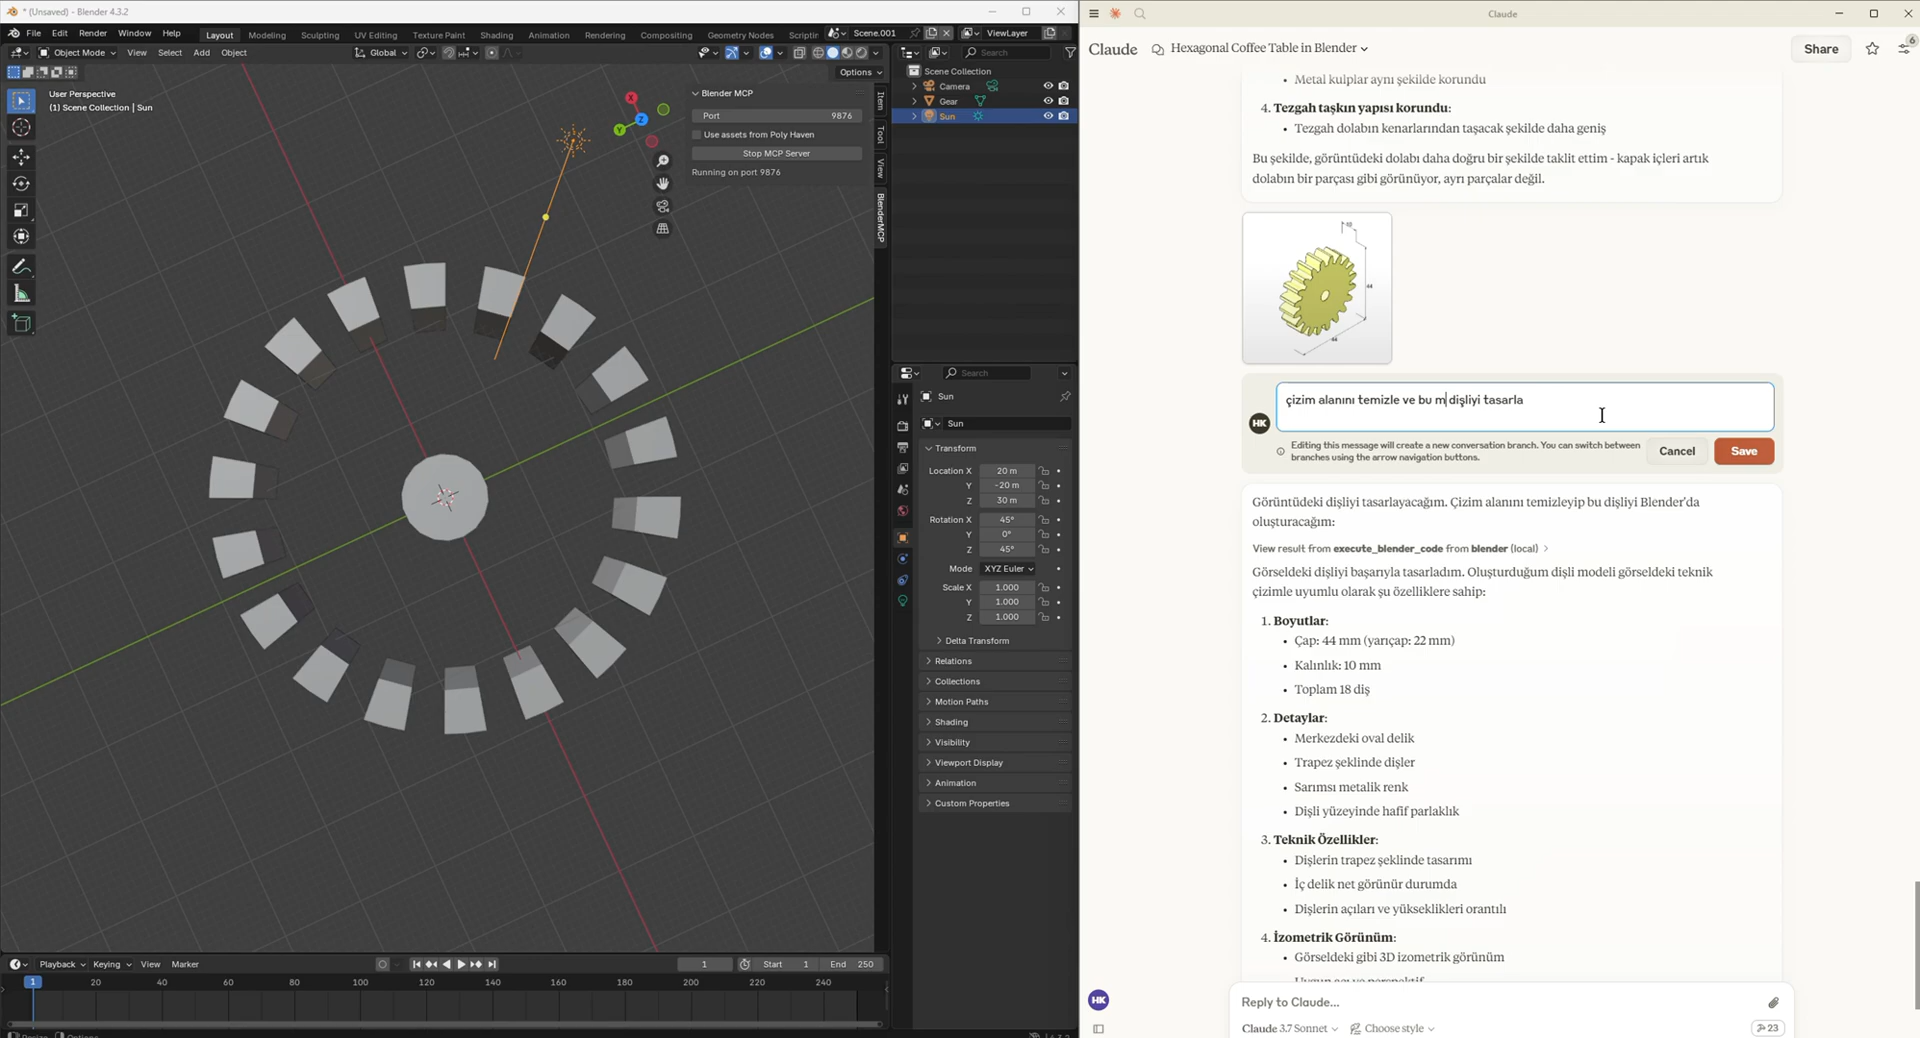 * (Unsaved) - Blender 4.3.2
File Edit Render Window Help
Layout Modeling Sculpting UV Editing Texture Paint Shading Animation Rendering Compositing Geometry Nodes Scriptin
Scene.001
ViewLayer
Object Mode
View Select Add Object
Global
Options
User Perspective
(1) Scene Collection | Sun
X
Y
Z
Blender MCP
Port 9876
Use assets from Poly Haven
Stop MCP Server
Running on port 9876
Item
Tool
View
BlenderMCP
Search
Scene Collection
Camera
Gear
Sun
Search
Sun
Sun
Transform
Location X 20 m
Y -20 m
Z 30 m
Rotation X 45°
Y 0°
Z 45°
Mode XYZ Euler
Scale X 1.000
Y 1.000
Z 1.000
Delta Transform
Relations
Collections
Motion Paths
Shading
Visibility
Viewport Display
Animation
Custom Properties
Playback Keying View Marker
1
Start 1 End 250
1 20 40 60 80 100 120 140 160 180 200 220 240
Claude
Claude
Hexagonal Coffee Table in Blender
Share
6
• Metal kulplar aynı şekilde korundu
4. Tezgah taşkın yapısı korundu:
• Tezgah dolabın kenarlarından taşacak şekilde daha geniş
Bu şekilde, görüntüdeki dolabı daha doğru bir şekilde taklit ettim - kapak içleri artık
dolabın bir parçası gibi görünüyor, ayrı parçalar değil.
10
44
44
HK
çizim alanını temizle ve bu m dişliyi tasarla
Editing this message will create a new conversation branch. You can switch between
branches using the arrow navigation buttons.
Cancel
Save
Görüntüdeki dişliyi tasarlayacağım. Çizim alanını temizleyip bu dişliyi Blender'da
oluşturacağım:
View result from execute_blender_code from blender (local)
Görseldeki dişliyi başarıyla tasarladım. Oluşturduğum dişli modeli görseldeki teknik
çizimle uyumlu olarak şu özelliklere sahip:
1. Boyutlar:
• Çap: 44 mm (yarıçap: 22 mm)
• Kalınlık: 10 mm
• Toplam 18 diş
2. Detaylar:
• Merkezdeki oval delik
• Trapez şeklinde dişler
• Sarımsı metalik renk
• Dişli yüzeyinde hafif parlaklık
3. Teknik Özellikler:
• Dişlerin trapez şeklinde tasarımı
• İç delik net görünür durumda
• Dişlerin açıları ve yükseklikleri orantılı
4. İzometrik Görünüm:
• Görseldeki gibi 3D izometrik görünüm
HK
Reply to Claude...
Claude 3.7 Sonnet
Choose style
23